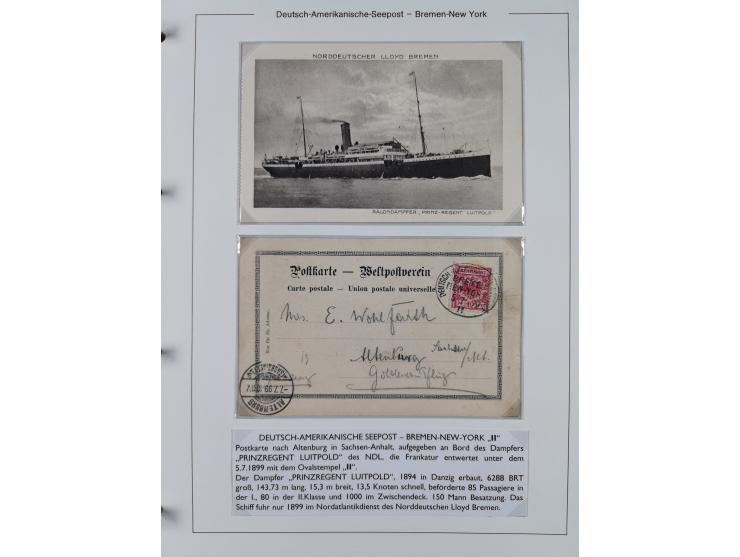 Deutsch-Amerikanische-Seepost – Bremen-New York
NORDDEUTSCHER LLOYD BREMEN
SALONDAMPFER „PRINZ-REGENT LUITPOLD"
Postkarte — Weltpostverein
Carte postale — Union postale universelle
DEUTSCH
NEW-YORK
II
E. Wohlfarth
Altenburg
Sachsen/Alt.
ALTENBURG
DEUTSCH-AMERIKANISCHE SEEPOST – BREMEN-NEW-YORK „II"
Postkarte nach Altenburg in Sachsen-Anhalt, aufgegeben an Bord des Dampfers
„PRINZREGENT LUITPOLD" des NDL, die Frankatur entwertet unter dem
5.7.1899 mit dem Ovalstempel „II".
Der Dampfer „PRINZREGENT LUITPOLD", 1894 in Danzig erbaut, 6288 BRT
groß, 143,73 m lang, 15,3 m breit, 13,5 Knoten schnell, beförderte 85 Passagiere in
der I., 80 in der II.Klasse und 1000 im Zwischendeck. 150 Mann Besatzung. Das
Schiff fuhr nur 1899 im Nordatlantikdienst des Norddeutschen Lloyd Bremen.